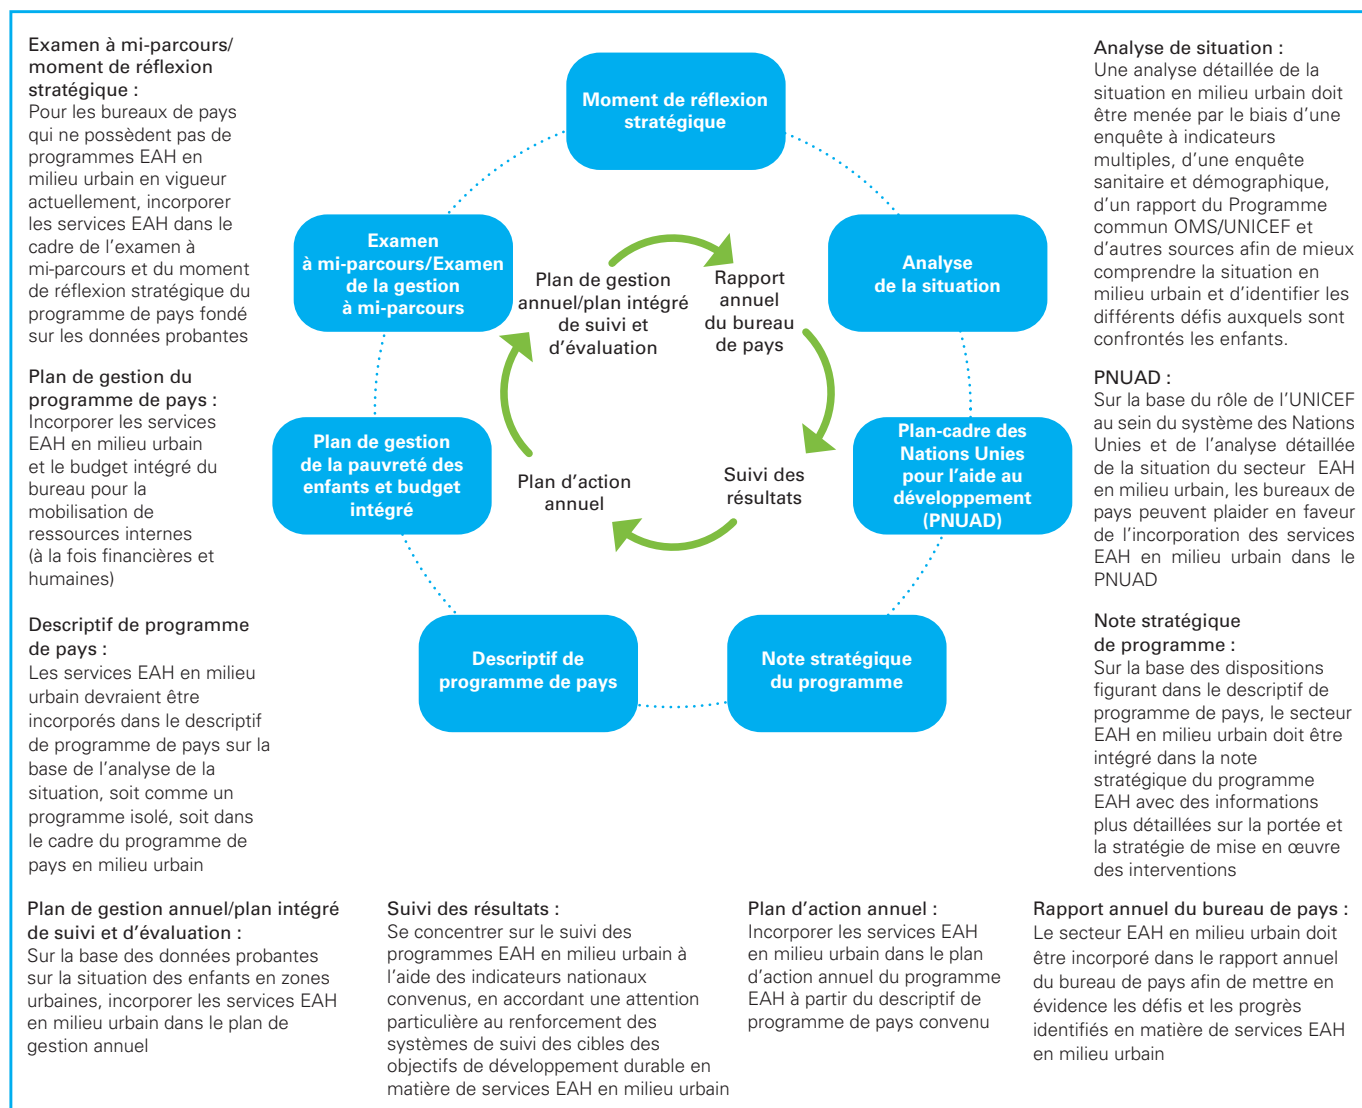 Examen à mi-parcours/
moment de réflexion
stratégique :
Pour les bureaux de pays
qui ne possèdent pas de
programmes EAH en
milieu urbain en vigueur
actuellement, incorporer
les services EAH dans le
cadre de l’examen à
mi-parcours et du moment
de réflexion stratégique du
programme de pays fondé
sur les données probantes
Plan de gestion du
programme de pays :
Incorporer les services
EAH en milieu urbain
et le budget intégré du
bureau pour la
mobilisation de
ressources internes
(à la fois financières et
humaines)
Descriptif de programme
de pays :
Les services EAH en milieu
urbain devraient être
incorporés dans le descriptif
de programme de pays sur la
base de l’analyse de la
situation, soit comme un
programme isolé, soit dans
le cadre du programme de
pays en milieu urbain
Moment de réflexion
stratégique
Examen
à mi-parcours/Examen
de la gestion
à mi-parcours
Analyse
de la situation
Plan de gestion
annuel/plan intégré
de suivi et
d’évaluation
Rapport
annuel
du bureau
de pays
Plan de gestion
de la pauvreté des
enfants et budget
intégré
Plan d’action
annuel
Suivi des
résultats
Plan-cadre des
Nations Unies
pour l’aide au
développement
(PNUAD)
Descriptif de
programme de pays
Note stratégique
du programme
Analyse de situation :
Une analyse détaillée de la
situation en milieu urbain doit
être menée par le biais d’une
enquête à indicateurs
multiples, d’une enquête
sanitaire et démographique,
d’un rapport du Programme
commun OMS/UNICEF et
d’autres sources afin de mieux
comprendre la situation en
milieu urbain et d’identifier les
différents défis auxquels sont
confrontés les enfants.
PNUAD :
Sur la base du rôle de l’UNICEF
au sein du système des Nations
Unies et de l’analyse détaillée
de la situation du secteur EAH
en milieu urbain, les bureaux de
pays peuvent plaider en faveur
de l’incorporation des services
EAH en milieu urbain dans le
PNUAD
Note stratégique
de programme :
Sur la base des dispositions
figurant dans le descriptif de
programme de pays, le secteur
EAH en milieu urbain doit être
intégré dans la note
stratégique du programme
EAH avec des informations
plus détaillées sur la portée et
la stratégie de mise en œuvre
des interventions
Plan de gestion annuel/plan intégré
de suivi et d’évaluation :
Sur la base des données probantes
sur la situation des enfants en zones
urbaines, incorporer les services EAH
en milieu urbain dans le plan de
gestion annuel
Suivi des résultats :
Se concentrer sur le suivi des
programmes EAH en milieu urbain à
l’aide des indicateurs nationaux
convenus, en accordant une attention
particulière au renforcement des
systèmes de suivi des cibles des
objectifs de développement durable en
matière de services EAH en milieu urbain
Plan d’action annuel :
Incorporer les services EAH
en milieu urbain dans le plan
d’action annuel du programme
EAH à partir du descriptif de
programme de pays convenu
Rapport annuel du bureau de pays :
Le secteur EAH en milieu urbain doit
être incorporé dans le rapport annuel
du bureau de pays afin de mettre en
évidence les défis et les progrès
identifiés en matière de services EAH
en milieu urbain